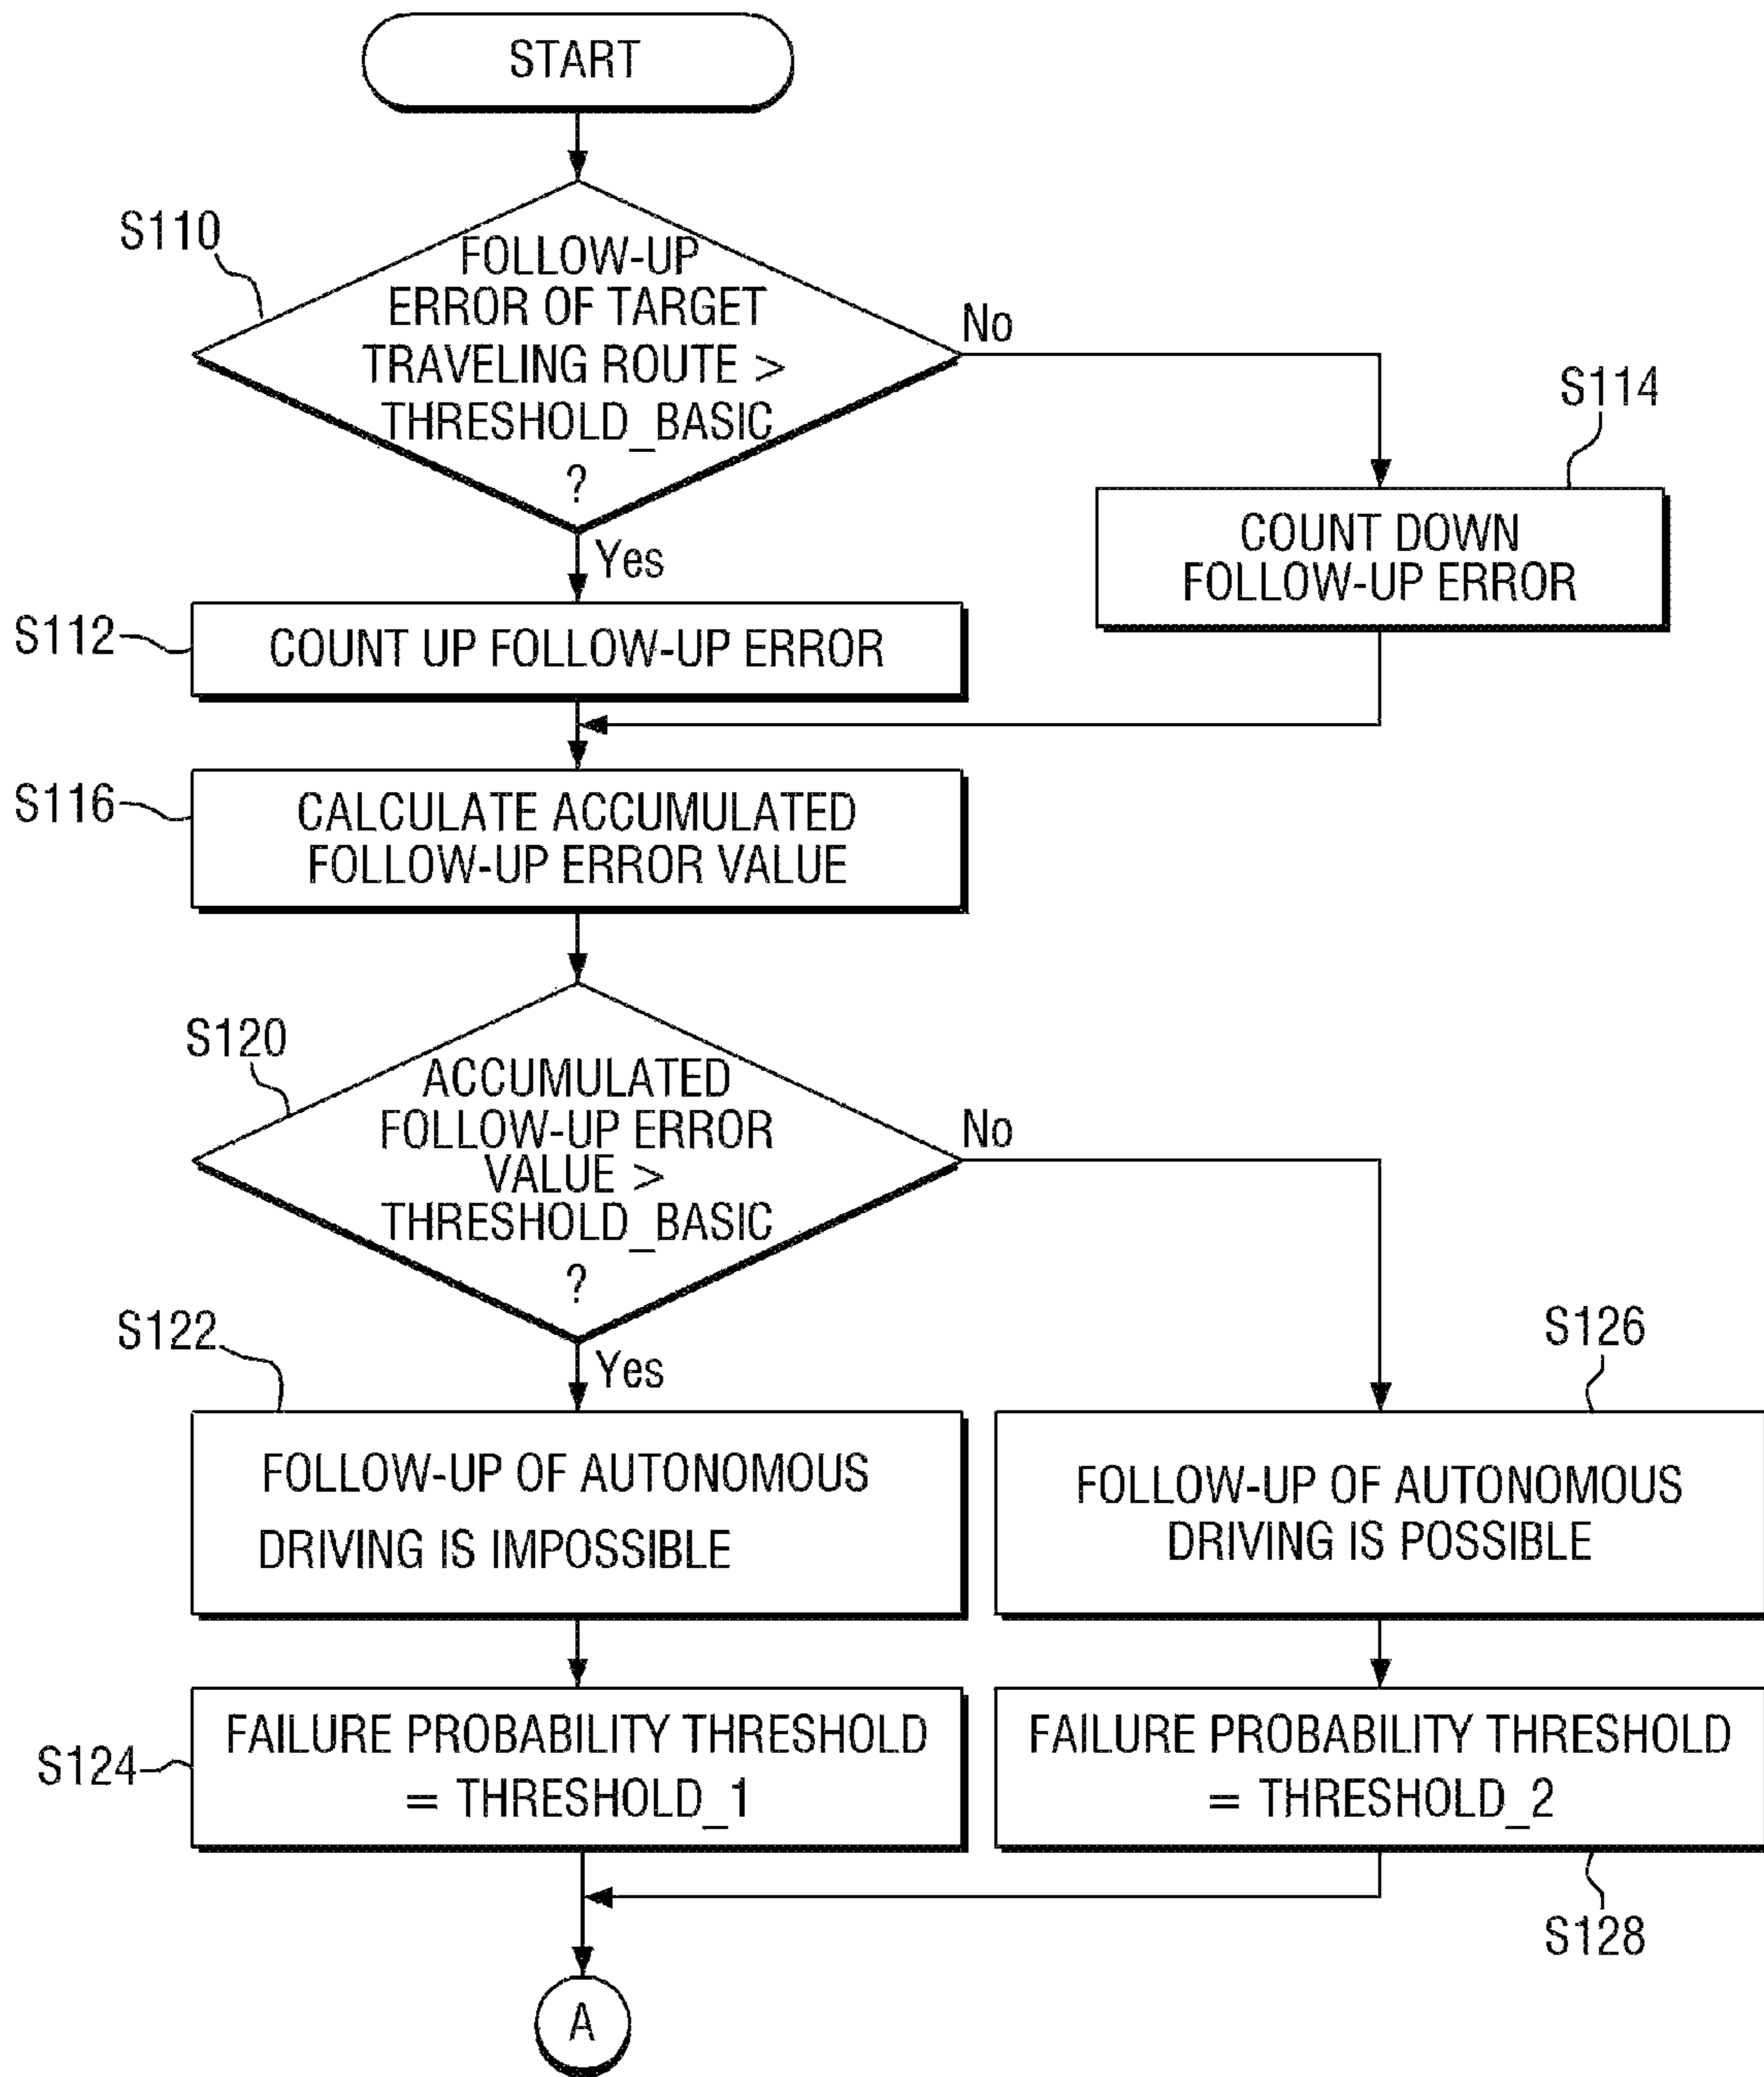 START
S110
FOLLOW-UP
ERROR OF TARGET
TRAVELING ROUTE >
THRESHOLD_BASIC
?
No
Yes
S114
COUNT DOWN
FOLLOW-UP ERROR
S112
COUNT UP FOLLOW-UP ERROR
S116
CALCULATE ACCUMULATED
FOLLOW-UP ERROR VALUE
S120
ACCUMULATED
FOLLOW-UP ERROR
VALUE >
THRESHOLD_BASIC
?
No
Yes
S122
FOLLOW-UP OF AUTONOMOUS
DRIVING IS IMPOSSIBLE
S126
FOLLOW-UP OF AUTONOMOUS
DRIVING IS POSSIBLE
S124
FAILURE PROBABILITY THRESHOLD
= THRESHOLD_1
FAILURE PROBABILITY THRESHOLD
= THRESHOLD_2
S128
A